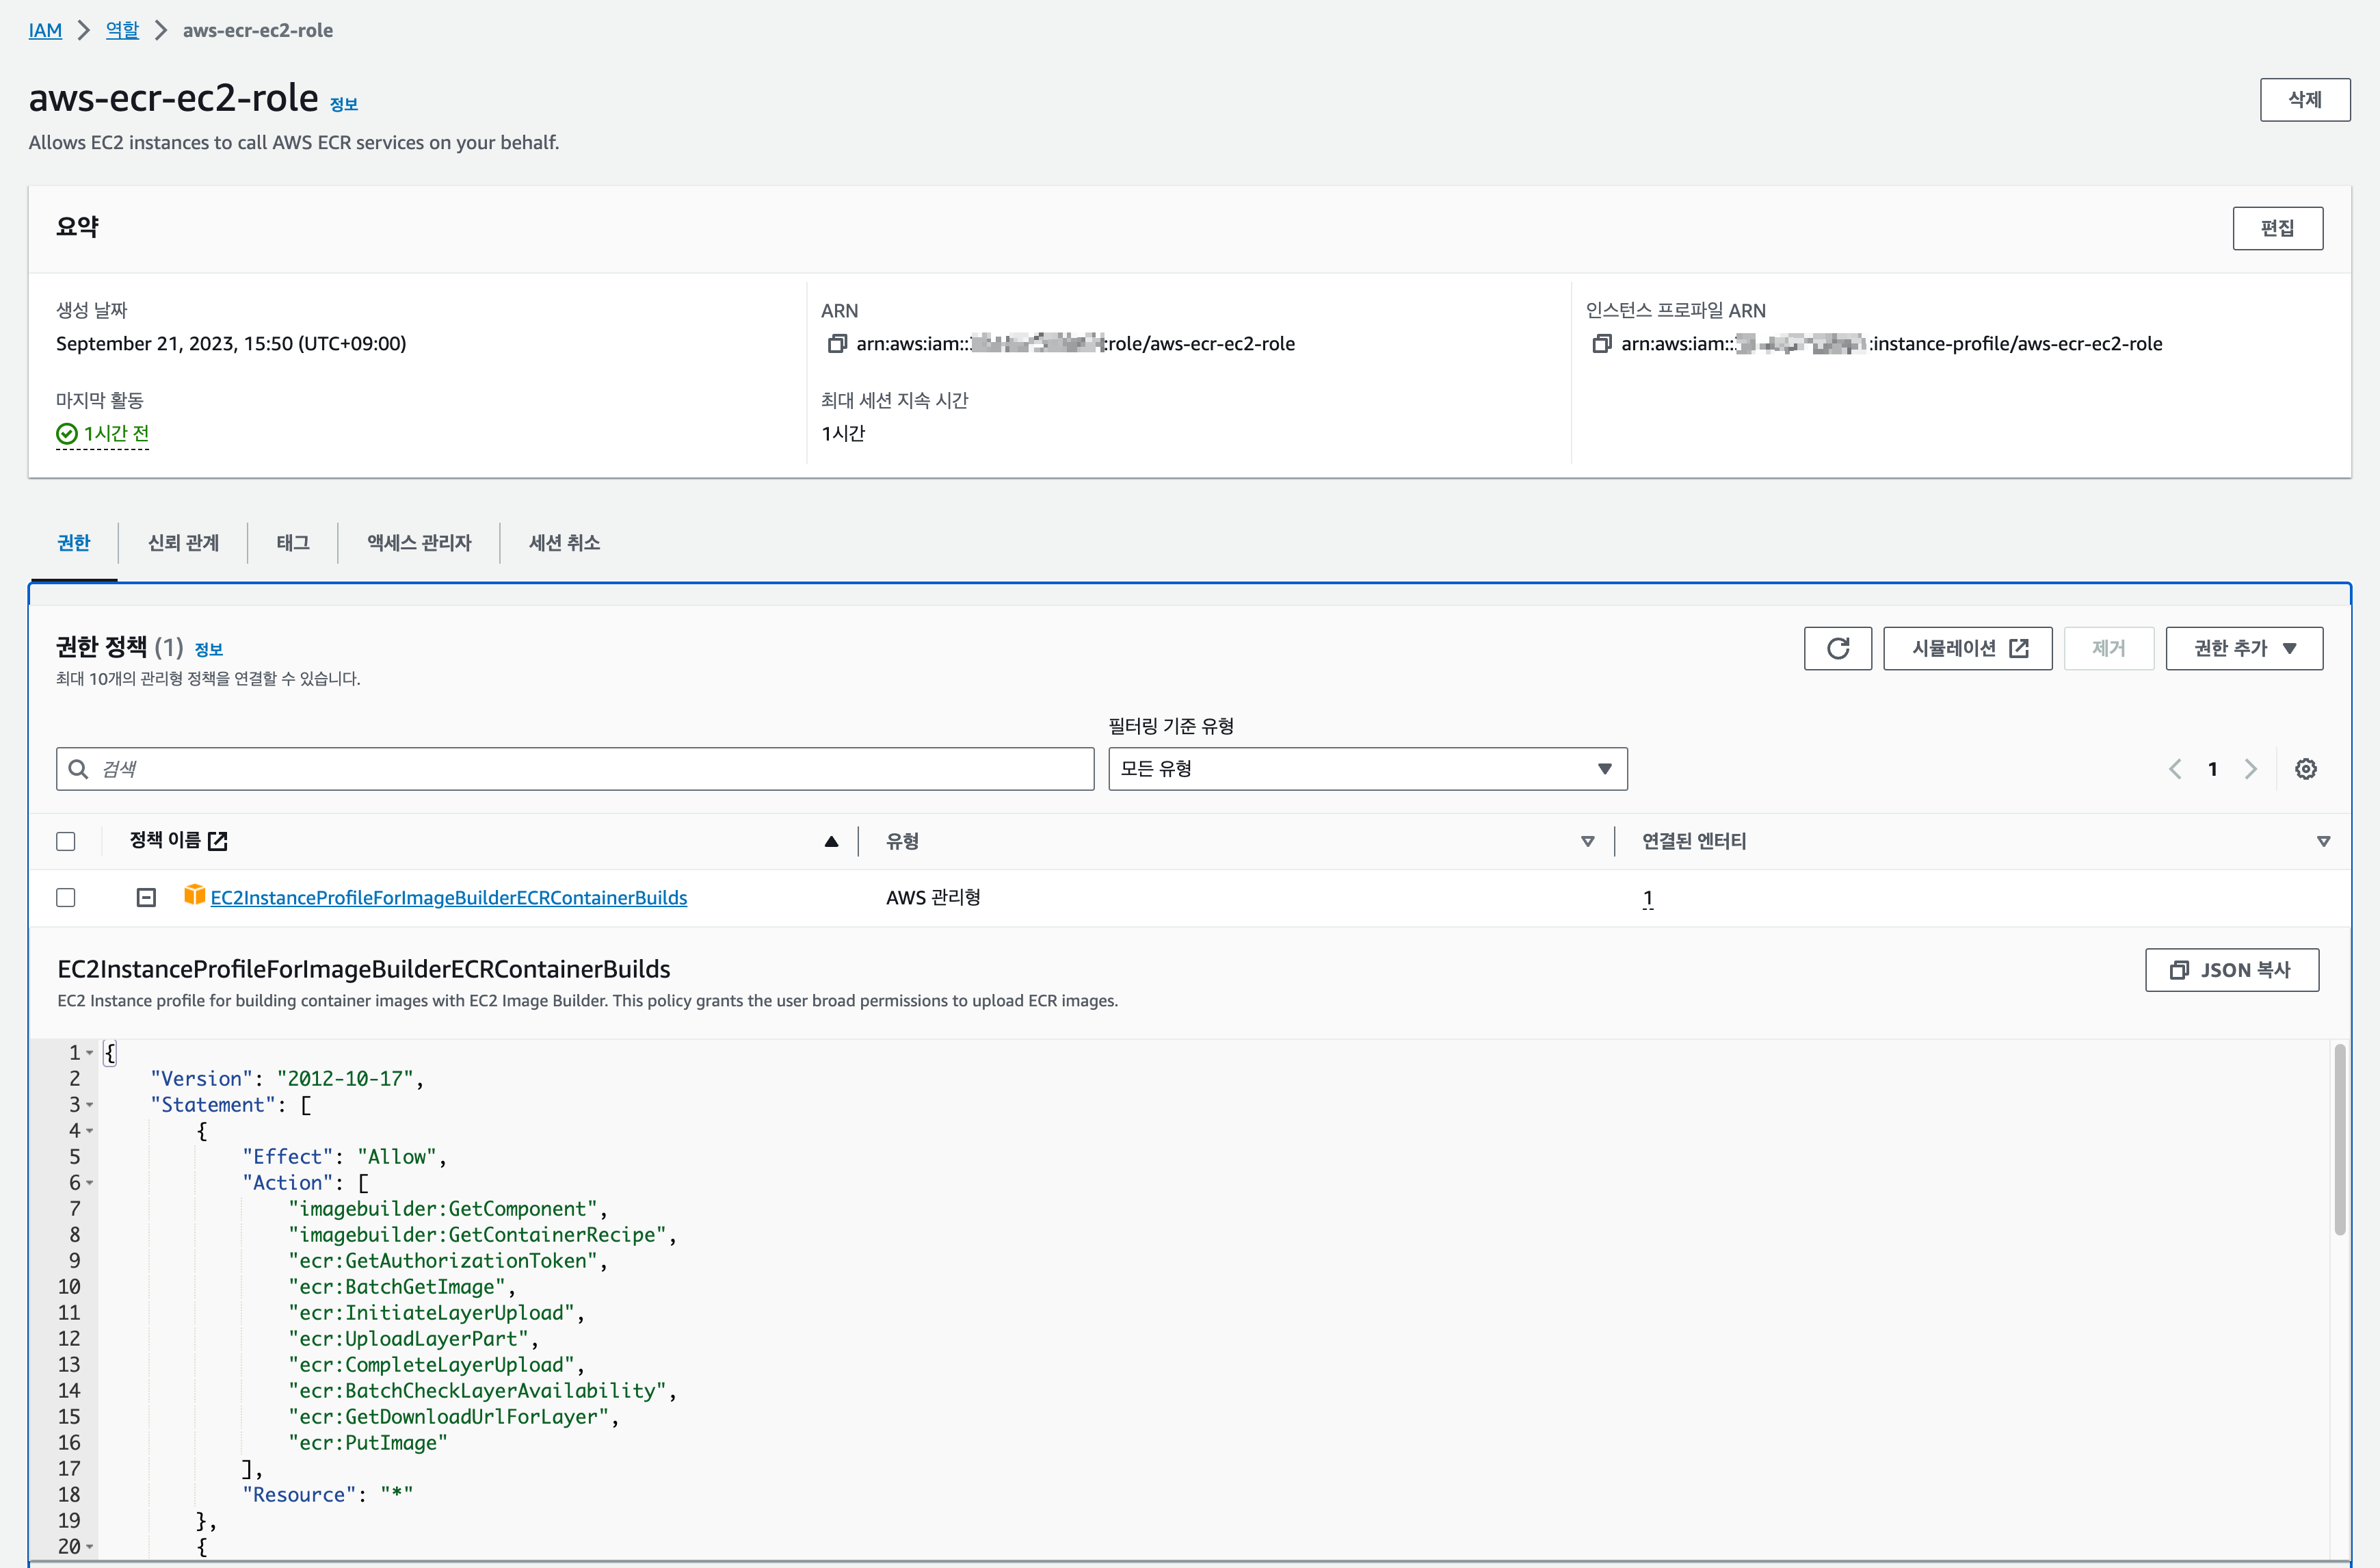 IAM > 역할 > aws-ecr-ec2-role
aws-ecr-ec2-role 정보
삭제
Allows EC2 instances to call AWS ECR services on your behalf.
요약
편집
생성 날짜
September 21, 2023, 15:50 (UTC+09:00)
ARN
arn:aws:iam:: :role/aws-ecr-ec2-role
인스턴스 프로파일 ARN
arn:aws:iam:: :instance-profile/aws-ecr-ec2-role
마지막 활동
1시간 전
최대 세션 지속 시간
1시간
권한
신뢰 관계
태그
액세스 관리자
세션 취소
권한 정책 (1) 정보
최대 10개의 관리형 정책을 연결할 수 있습니다.
시뮬레이션
제거
권한 추가
필터링 기준 유형
검색
모든 유형
1
정책 이름
유형
연결된 엔터티
EC2InstanceProfileForImageBuilderECRContainerBuilds
AWS 관리형
1
EC2InstanceProfileForImageBuilderECRContainerBuilds
JSON 복사
EC2 Instance profile for building container images with EC2 Image Builder. This policy grants the user broad permissions to upload ECR images.
1 {
2 "Version": "2012-10-17",
3 "Statement": [
4 {
5 "Effect": "Allow",
6 "Action": [
7 "imagebuilder:GetComponent",
8 "imagebuilder:GetContainerRecipe",
9 "ecr:GetAuthorizationToken",
10 "ecr:BatchGetImage",
11 "ecr:InitiateLayerUpload",
12 "ecr:UploadLayerPart",
13 "ecr:CompleteLayerUpload",
14 "ecr:BatchCheckLayerAvailability",
15 "ecr:GetDownloadUrlForLayer",
16 "ecr:PutImage"
17 ],
18 "Resource": "*"
19 },
20 {